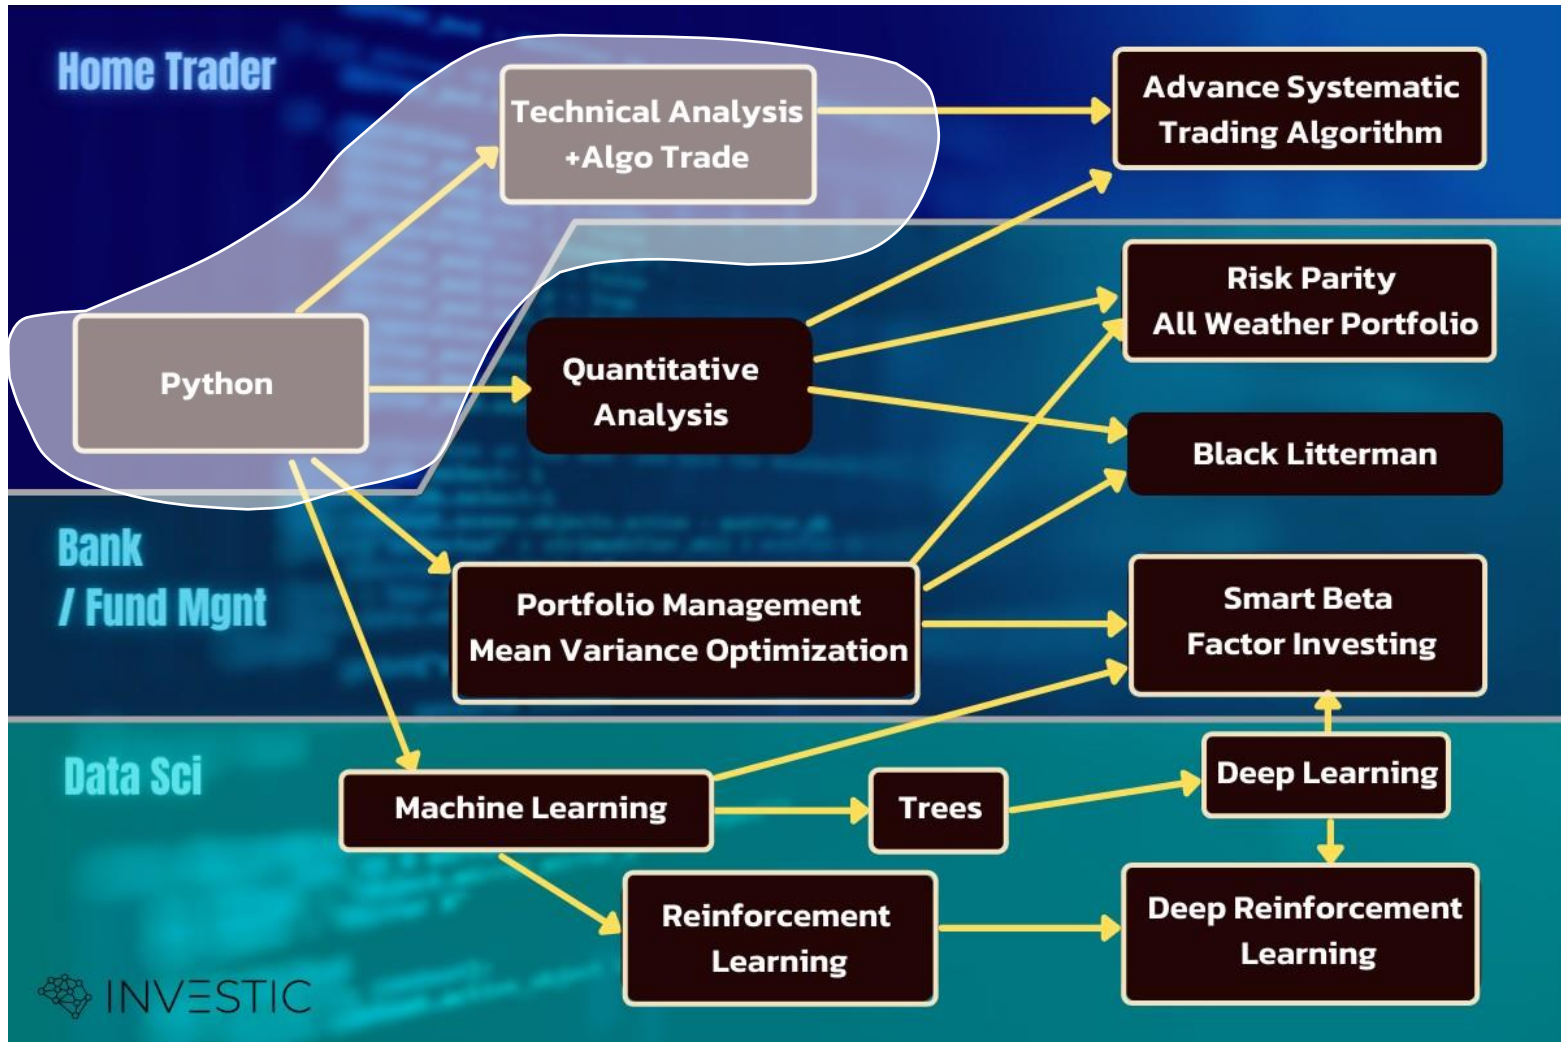 Home Trader
Technical Analysis
+Algo Trade
Advance Systematic
Trading Algorithm
Python
Quantitative
Analysis
Risk Parity
All Weather Portfolio
Black Litterman
Bank
/ Fund Mgnt
Portfolio Management
Mean Variance Optimization
Smart Beta
Factor Investing
Data Sci
Machine Learning
Trees
Deep Learning
Reinforcement
Learning
Deep Reinforcement
Learning
INVESTIC